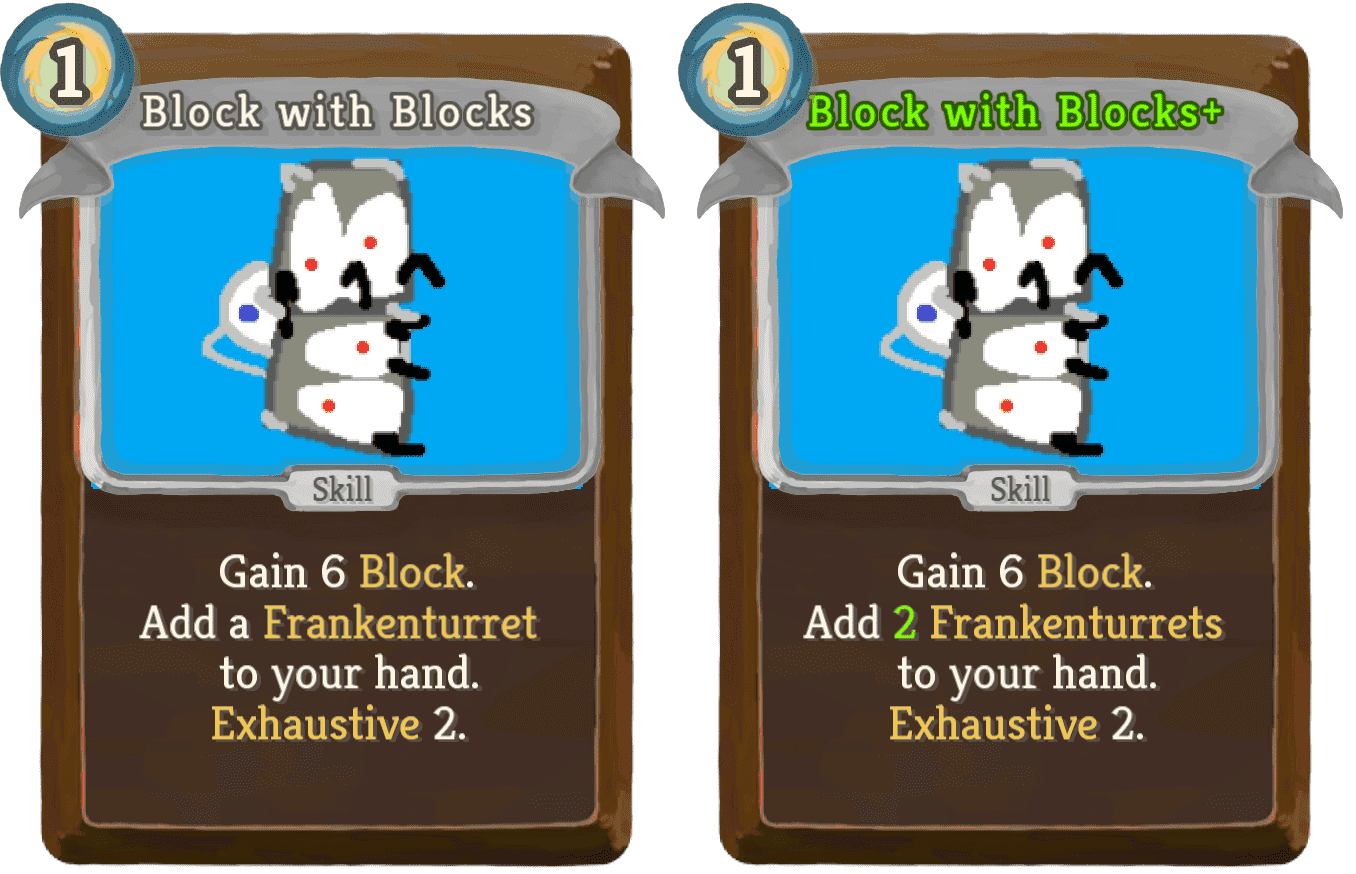 1
Block with Blocks
Skill
Gain 6 Block.
Add a Frankenturret
to your hand.
Exhaustive 2.
1
Block with Blocks+
Skill
Gain 6 Block.
Add 2 Frankenturrets
to your hand.
Exhaustive 2.